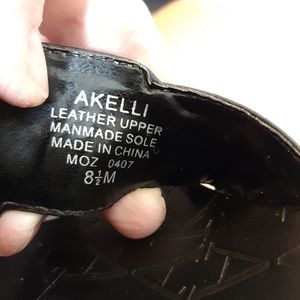 AKELLI
LEATHER UPPER
MANMADE SOLE
MADE IN CHINA
MOZ 0407
8½M